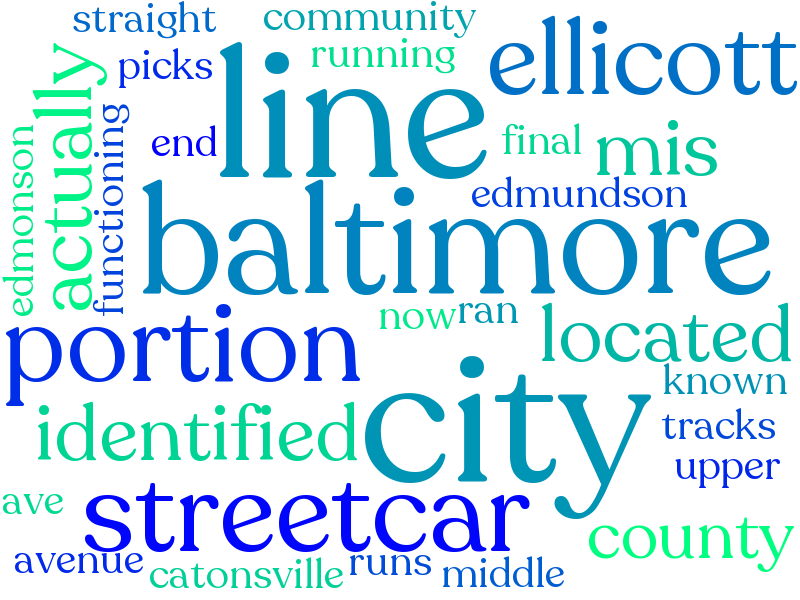 straight
community
picks
running
line
ellicott
actually
functioning
edmonson
end
final
mis
edmundson
baltimore
portion
now
ran
located
known
identified
city
tracks
upper
ave
streetcar
county
avenue
catonsville
runs
middle